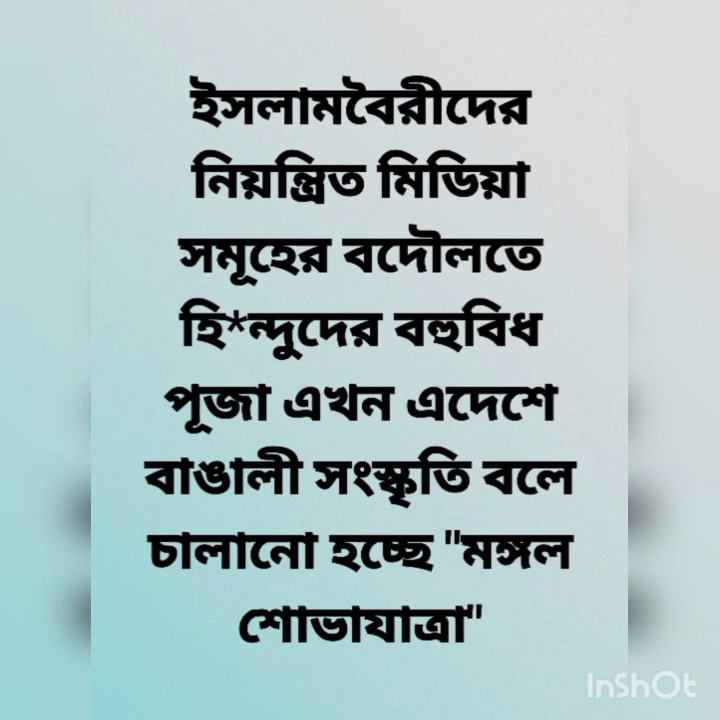 ইসলামবৈরীদের
নিয়ন্ত্রিত মিডিয়া
সমূহের বদৌলতে
হি*ন্দুদের বহুবিধ
পূজা এখন এদেশে
বাঙালী সংস্কৃতি বলে
চালানো হচ্ছে "মঙ্গল
শোভাযাত্রা"
InShOt